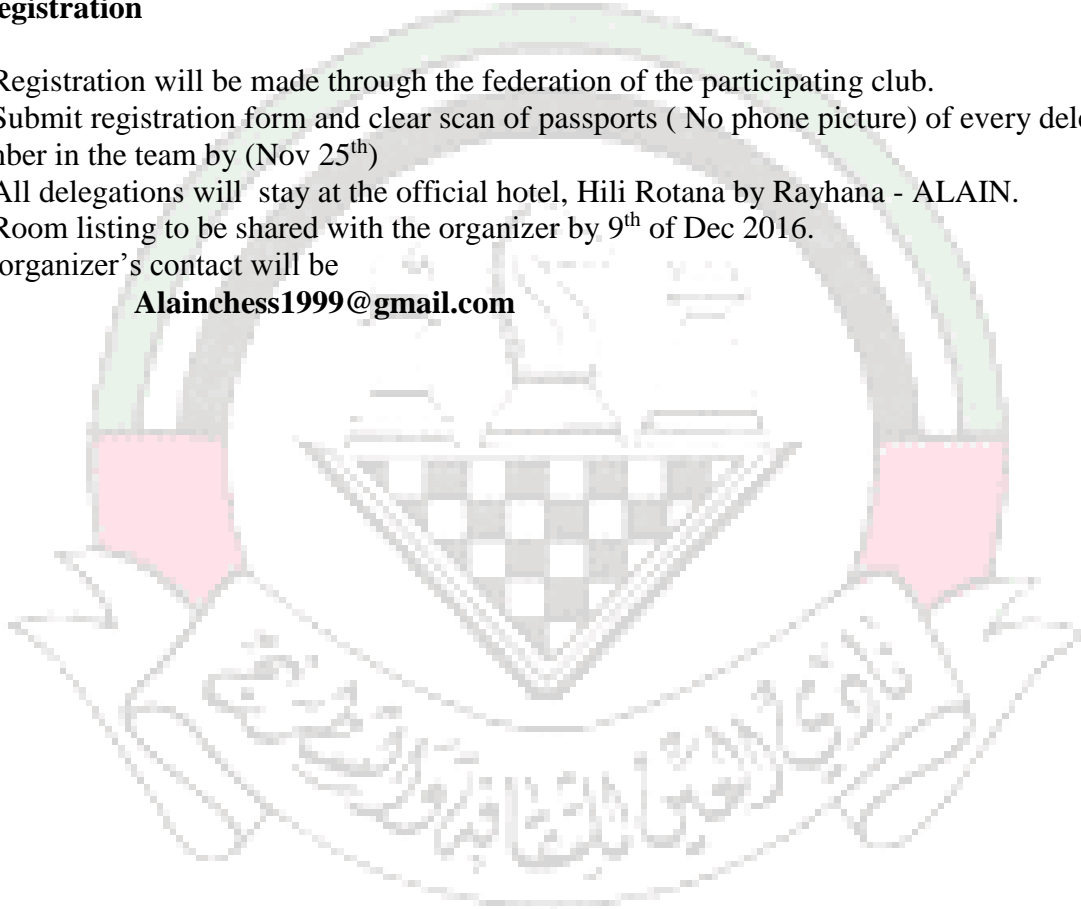 egistration
Registration will be made through the federation of the participating club.
Submit registration form and clear scan of passports ( No phone picture) of every dele
nber in the team by (Nov 25th)
All delegations will stay at the official hotel, Hili Rotana by Rayhana - ALAIN.
Room listing to be shared with the organizer by 9th of Dec 2016.
organizer’s contact will be
Alainchess1999@gmail.com
نادي العين